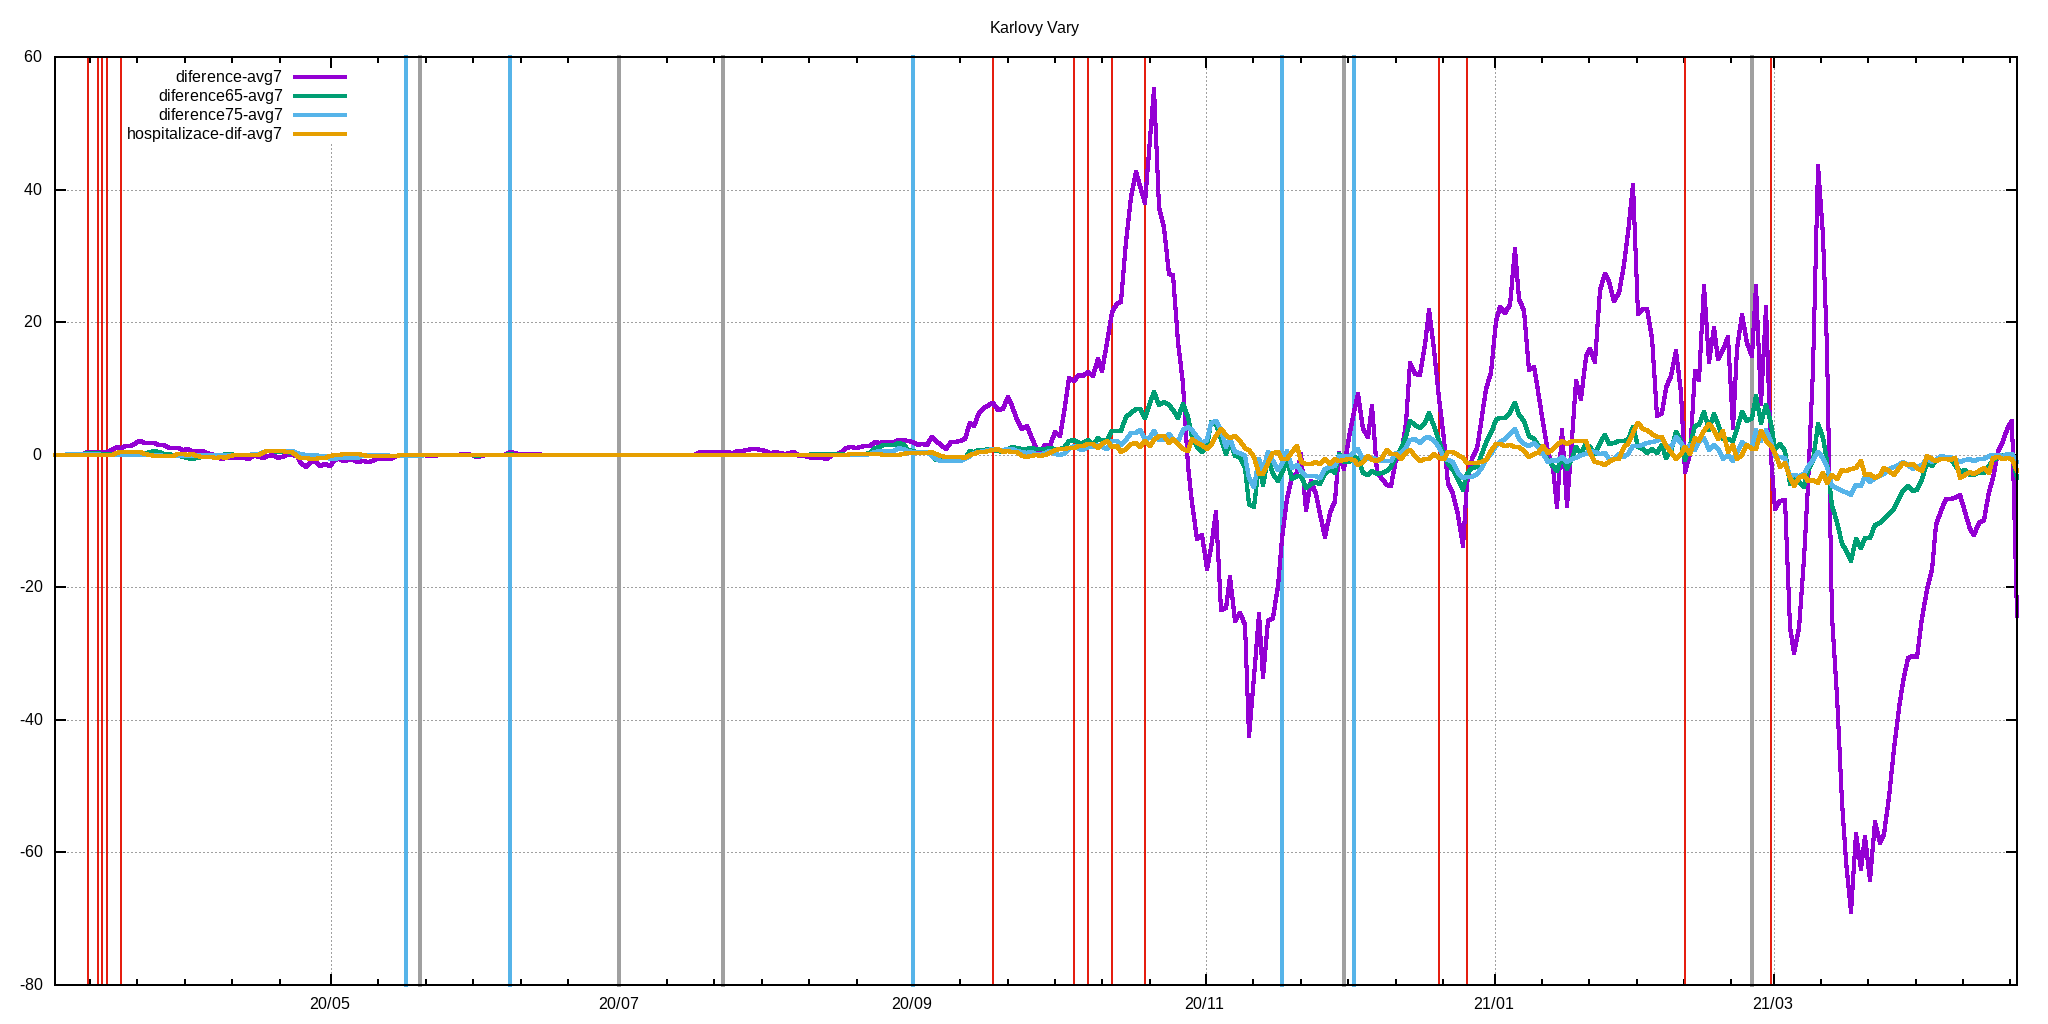 Karlovy Vary
diference-avg7
diference65-avg7
diference75-avg7
hospitalizace-dif-avg7
60
40
20
0
-20
-40
-60
-80
20/05
20/07
20/09
20/11
21/01
21/03